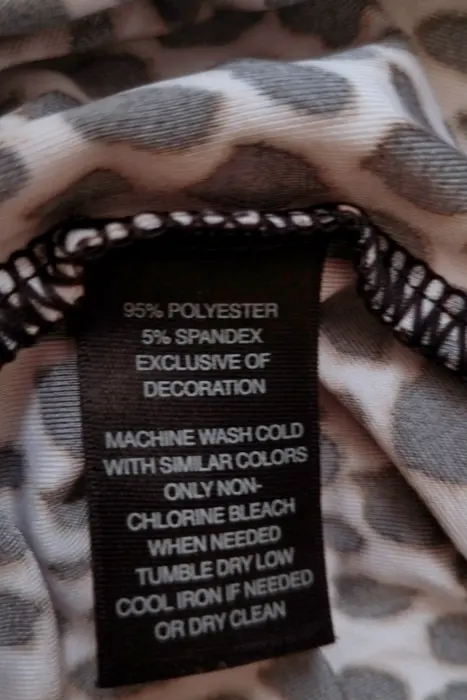 95% POLYESTER
5% SPANDEX
EXCLUSIVE OF
DECORATION
MACHINE WASH COLD
WITH SIMILAR COLORS
ONLY NON-
CHLORINE BLEACH
WHEN NEEDED
TUMBLE DRY LOW
COOL IRON IF NEEDED
OR DRY CLEAN